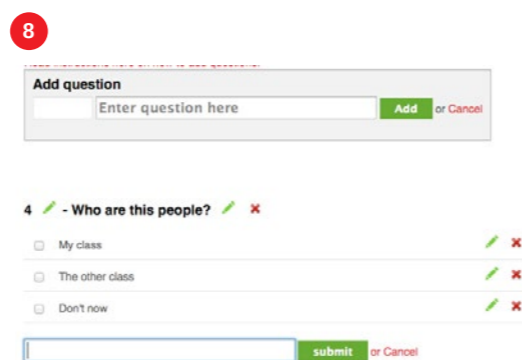 8
Add question
Enter question here Add or Cancel
4 - Who are this people?
My class
The other class
Don't now
submit or Cancel